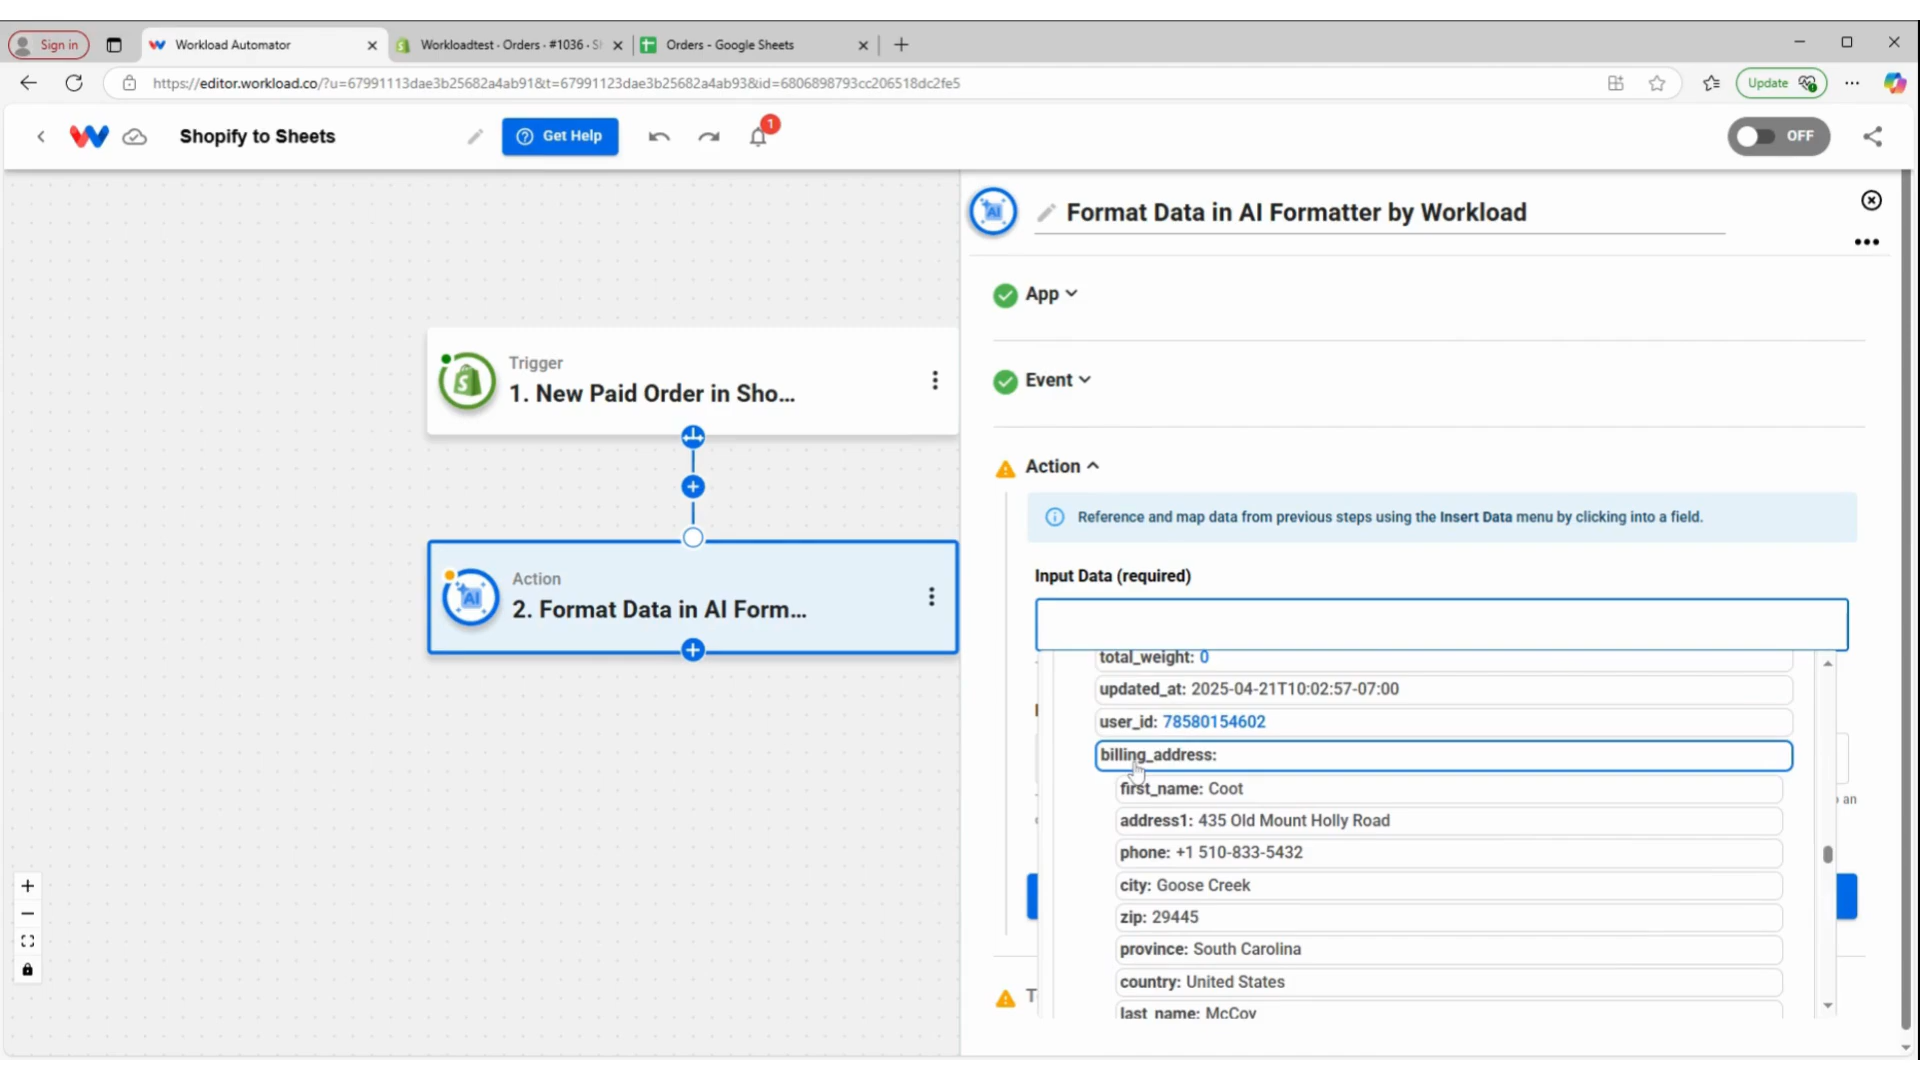 Sign in
Workload Automator
Workloadtest · Orders · #1036 · S
Orders - Google Sheets
https://editor.workload.co/?u=67991113dae3b25682a4ab91&t=67991123dae3b25682a4ab93&id=6806898793cc206518dc2fe5
Update
Shopify to Sheets
Get Help
1
OFF
Format Data in AI Formatter by Workload
App
Event
Trigger
1. New Paid Order in Sho...
Action
Reference and map data from previous steps using the Insert Data menu by clicking into a field.
Input Data (required)
Action
2. Format Data in AI Form...
total_weight: 0
updated_at: 2025-04-21T10:02:57-07:00
user_id: 78580154602
billing_address:
first_name: Coot
address1: 435 Old Mount Holly Road
an
phone: +1 510-833-5432
city: Goose Creek
zip: 29445
province: South Carolina
country: United States
last_name: McCoy